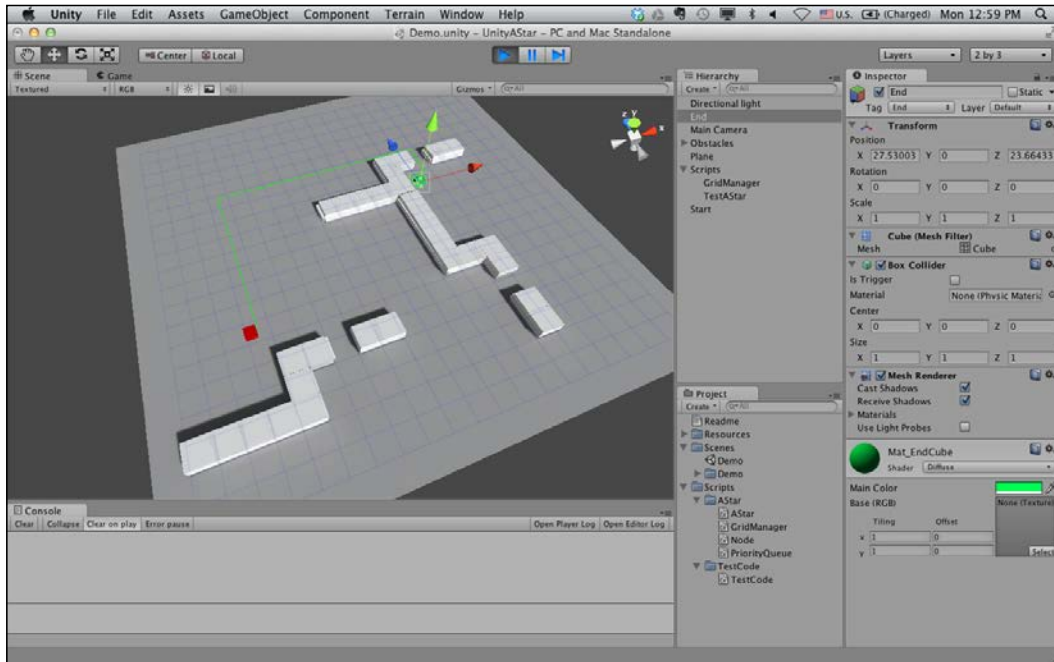 Unity File Edit Assets GameObject Component Terrain Window Help U.S. (Charged) Mon 12:59 PM
Demo.unity - UnityAStar - PC and Mac Standalone
Center Local Layers 2 by 3
Scene Game
Textured RGB Gizmos All
Hierarchy
Create All
Directional light
End
Main Camera
Obstacles
Plane
Scripts
GridManager
TestAStar
Start
Project
Create All
Readme
Resources
Scenes
Demo
Demo
Scripts
AStar
AStar
GridManager
Node
PriorityQueue
TestCode
TestCode
Inspector
End Static
Tag End Layer Default
Transform
Position
X 27.53003 Y 0 Z 23.66433
Rotation
X 0 Y 0 Z 0
Scale
X 1 Y 1 Z 1
Cube (Mesh Filter)
Mesh Cube
Box Collider
Is Trigger
Material None (Physic Materia
Center
X 0 Y 0 Z 0
Size
X 1 Y 1 Z 1
Mesh Renderer
Cast Shadows
Receive Shadows
Materials
Use Light Probes
Mat_EndCube
Shader Diffuse
Main Color
Base (RGB) None (Texture)
Tiling Offset
x 1 0
y 1 0 Select
Console
Clear Collapse Clear on play Error pause Open Player Log Open Editor Log
z y x